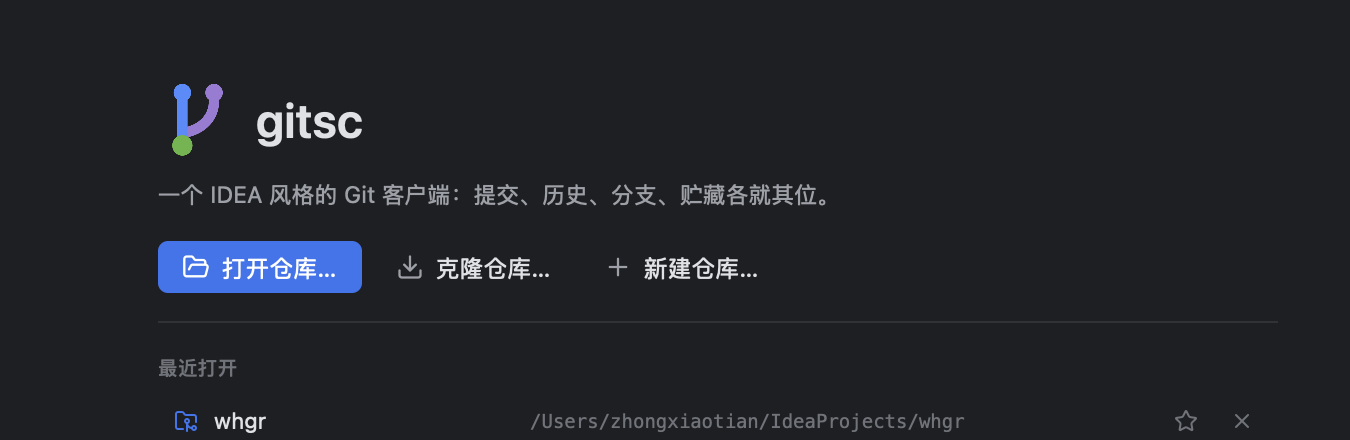 gitsc
一个 IDEA 风格的 Git 客户端：提交、历史、分支、贮藏各就其位。
打开仓库... 克隆仓库... 新建仓库...
最近打开
whgr /Users/zhongxiaotian/IdeaProjects/whgr